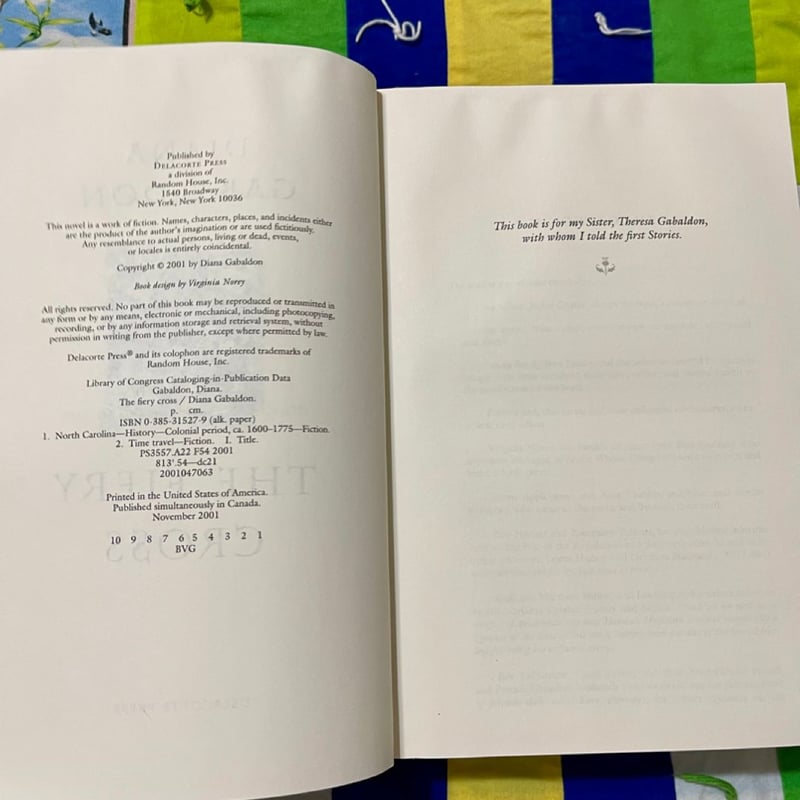 Published by
DELACORTE PRESS
a division of
Random House, Inc.
1540 Broadway
New York, New York 10036
This novel is a work of fiction. Names, characters, places, and incidents either
are the product of the author's imagination or are used fictitiously.
Any resemblance to actual persons, living or dead, events,
or locales is entirely coincidental.
Copyright © 2001 by Diana Gabaldon
Book design by Virginia Norey
All rights reserved. No part of this book may be reproduced or transmitted in
any form or by any means, electronic or mechanical, including photocopying,
recording, or by any information storage and retrieval system, without
permission in writing from the publisher, except where permitted by law.
Delacorte Press® and its colophon are registered trademarks of
Random House, Inc.
Library of Congress Cataloging-in-Publication Data
Gabaldon, Diana.
The fiery cross / Diana Gabaldon.
p. cm.
ISBN 0-385-31527-9 (alk. paper)
1. North Carolina—History—Colonial period, ca. 1600–1775—Fiction.
2. Time travel—Fiction. I. Title.
PS3557.A22 F54 2001
813'.54—dc21
2001047063
Printed in the United States of America.
Published simultaneously in Canada.
November 2001
10 9 8 7 6 5 4 3 2 1
BVG
This book is for my Sister, Theresa Gabaldon,
with whom I told the first Stories.